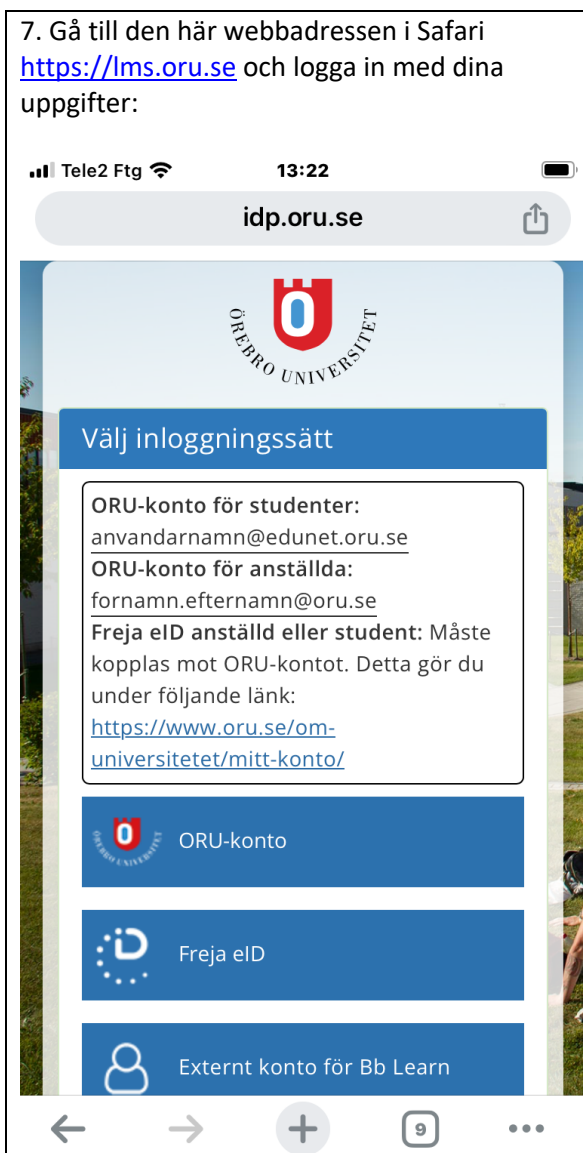 7. Gå till den här webbadressen i Safari
https://lms.oru.se och logga in med dina
uppgifter:
Tele2 Ftg 13:22
idp.oru.se
ÖREBRO UNIVERSITET
Välj inloggningssätt
ORU-konto för studenter:
anvandarnamn@edunet.oru.se
ORU-konto för anställda:
fornamn.efternamn@oru.se
Freja eID anställd eller student: Måste
kopplas mot ORU-kontot. Detta gör du
under följande länk:
https://www.oru.se/om-
universitetet/mitt-konto/
ÖREBRO UNIVERSITET
ORU-konto
iD
Freja eID
Externt konto för Bb Learn
9